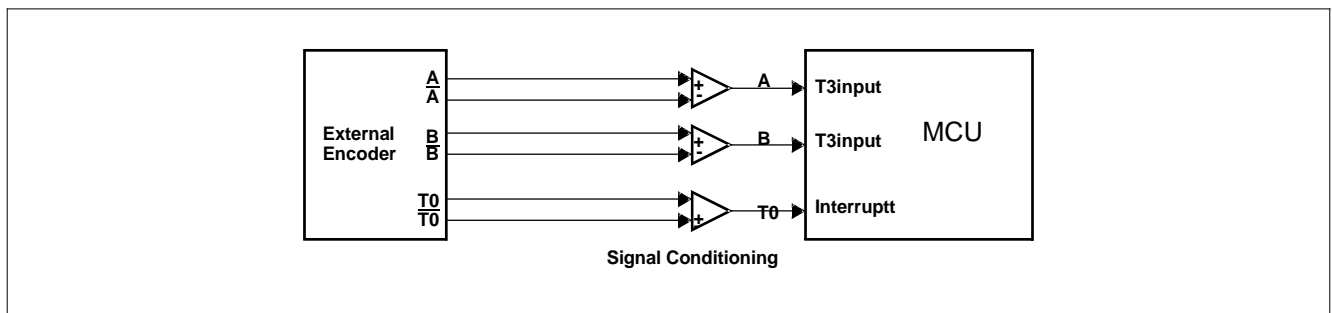 A
A
External
Encoder
B
B
T0
T0
+
-
A
+
-
B
+
-
T0
T3input
T3input
Interruptt
MCU
Signal Conditioning